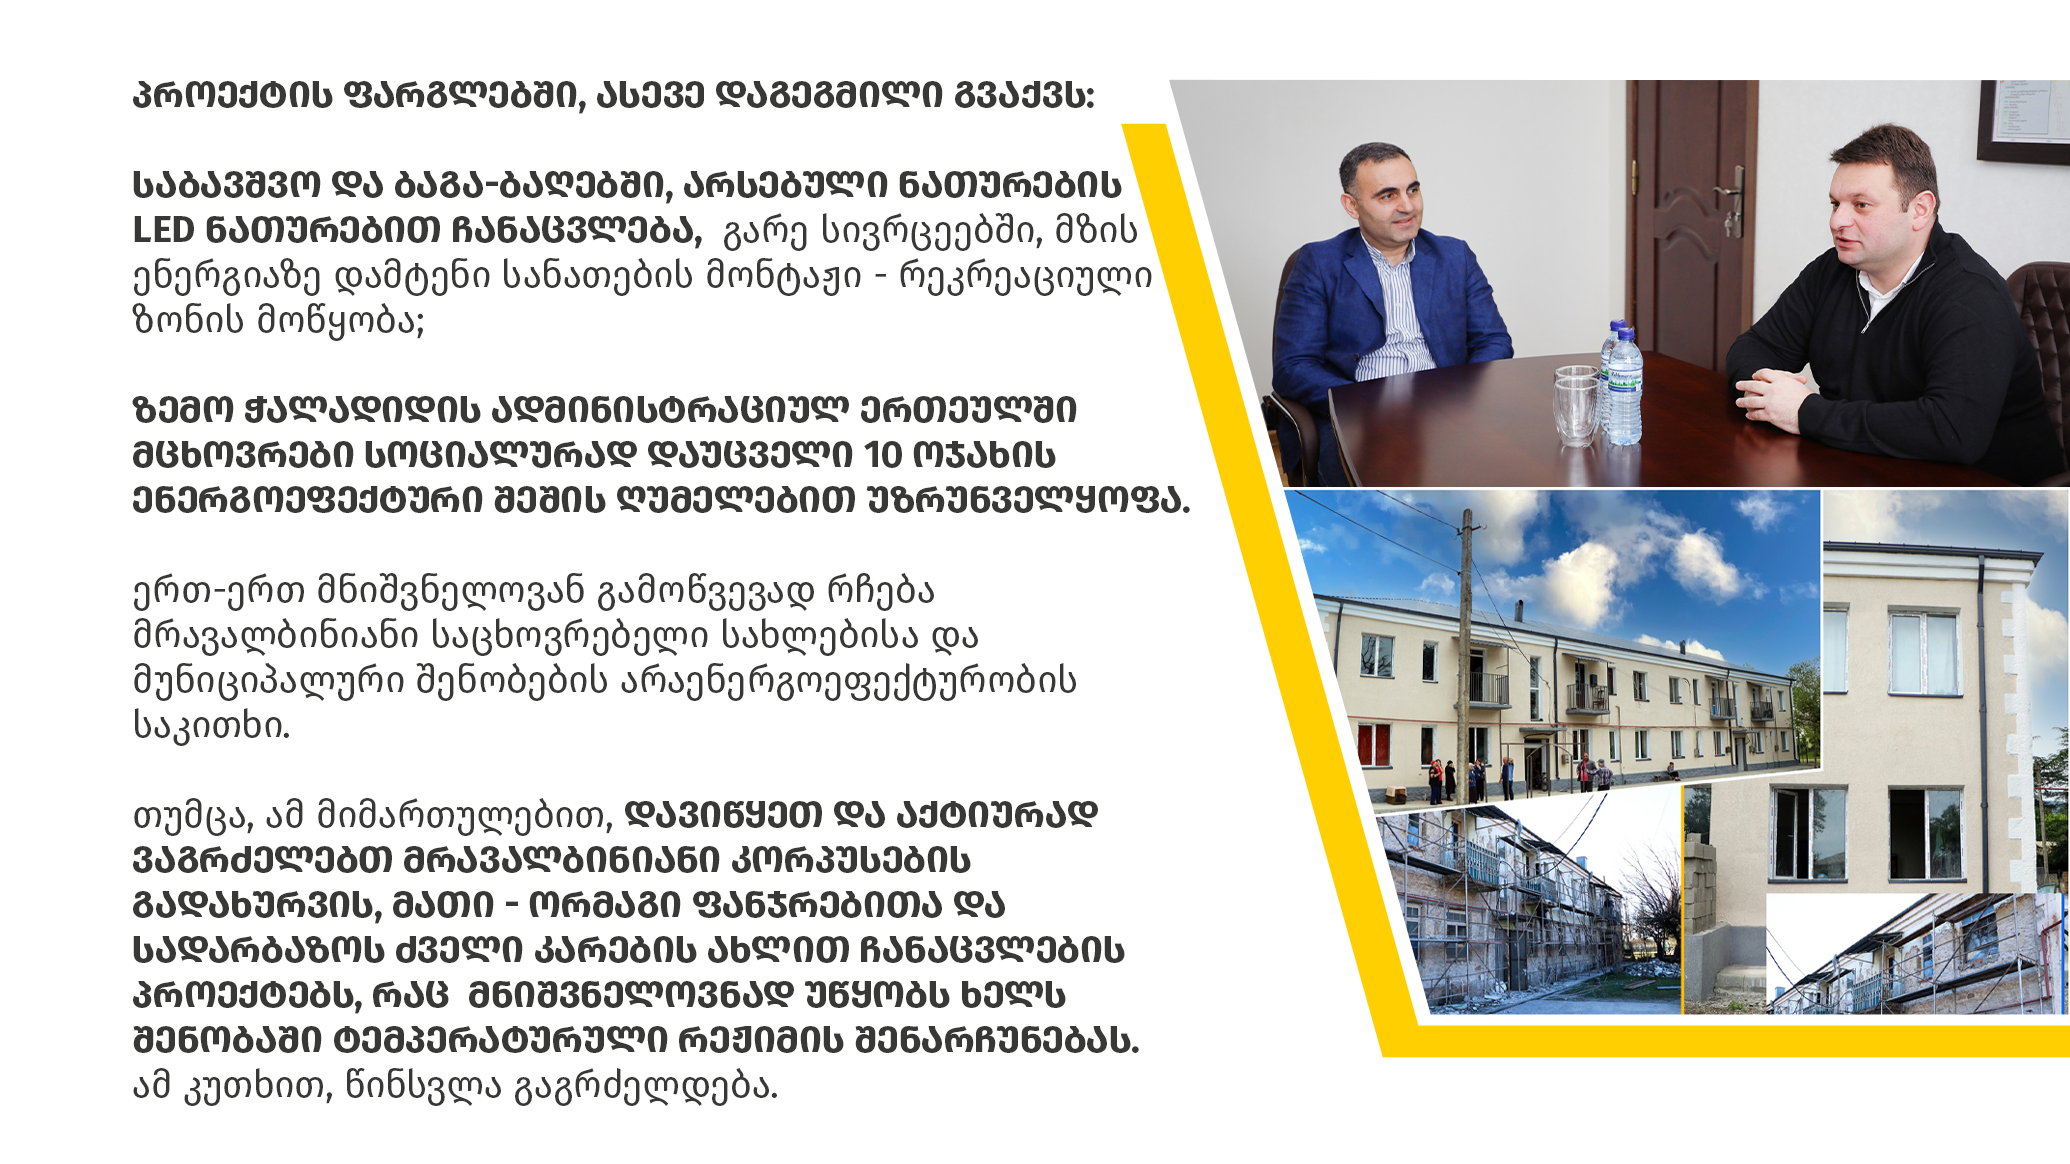 პროექტის ფარგლებში, ასევე დაგეგმილი გვაქვს:
საბავშვო და ბაგა-ბაღებში, არსებული ნათურების
LED ნათურებით ჩანაცვლება, გარე სივრცეებში, მზის
ენერგიაზე დამტენი სანათების მონტაჟი - რეკრეაციული
ზონის მოწყობა;
ზემო ჭალადიდის ადმინისტრაციულ ერთეულში
მცხოვრები სოციალურად დაუცველი 10 ოჯახის
ენერგოეფექტური შეშის ღუმელებით უზრუნველყოფა.
ერთ-ერთ მნიშვნელოვან გამოწვევად რჩება
მრავალბინიანი საცხოვრებელი სახლებისა და
მუნიციპალური შენობების არაენერგოეფექტურობის
საკითხი.
თუმცა, ამ მიმართულებით, დავიწყეთ და აქტიურად
ვაგრძელებთ მრავალბინიანი კორპუსების
გადახურვის, მათი - ორმაგი ფანჯრებითა და
სადარბაზოს ძველი კარების ახლით ჩანაცვლების
პროექტებს, რაც მნიშვნელოვნად უწყობს ხელს
შენობაში ტემპერატურული რეჟიმის შენარჩუნებას.
ამ კუთხით, წინსვლა გაგრძელდება.